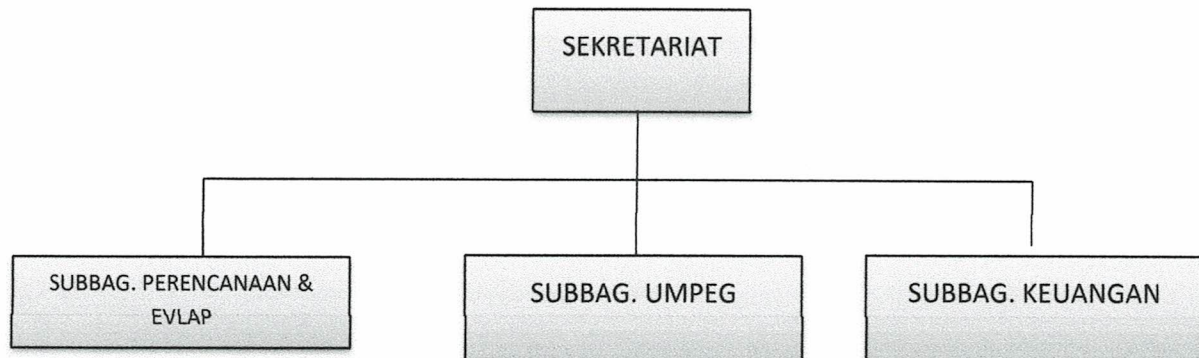 SEKRETARIAT
SUBBAG. PERENCANAAN &
EVLAP
SUBBAG. UMPEG
SUBBAG. KEUANGAN